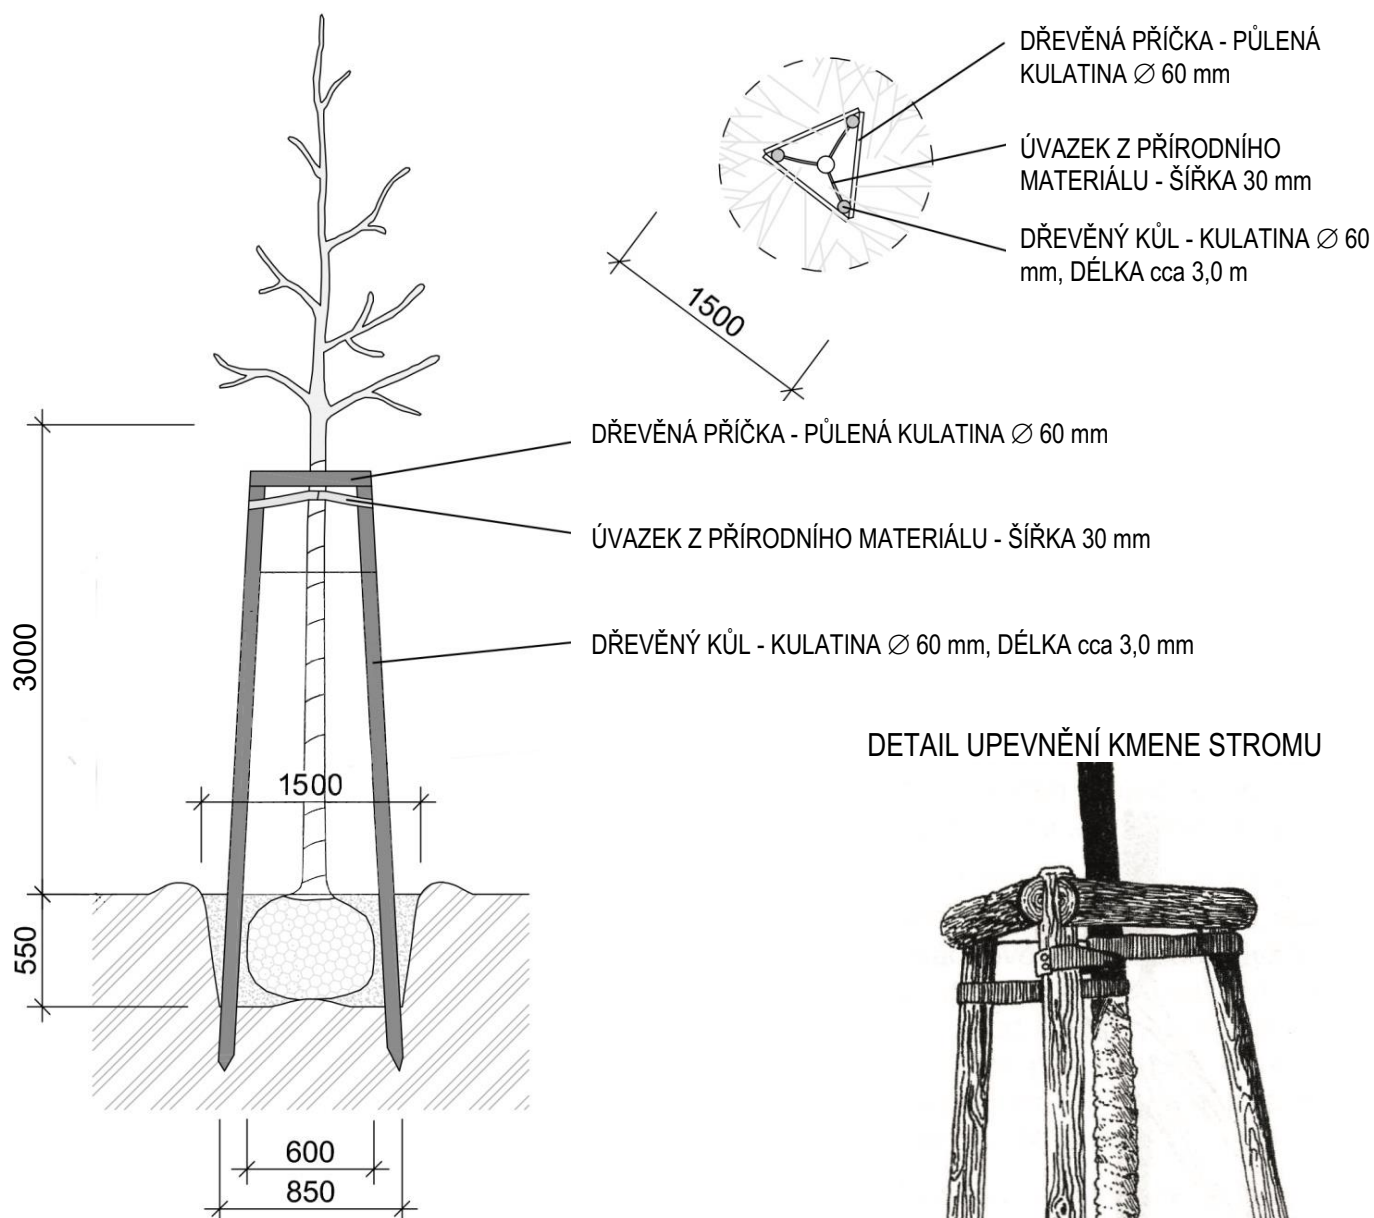 DŘEVĚNÁ PŘÍČKA - PŮLENÁ
KULATINA ∅ 60 mm
ÚVAZEK Z PŘÍRODNÍHO
MATERIÁLU - ŠÍŘKA 30 mm
DŘEVĚNÝ KŮL - KULATINA ∅ 60
mm, DÉLKA cca 3,0 m
1500
DŘEVĚNÁ PŘÍČKA - PŮLENÁ KULATINA ∅ 60 mm
ÚVAZEK Z PŘÍRODNÍHO MATERIÁLU - ŠÍŘKA 30 mm
DŘEVĚNÝ KŮL - KULATINA ∅ 60 mm, DÉLKA cca 3,0 mm
3000
DETAIL UPEVNĚNÍ KMENE STROMU
1500
550
600
850